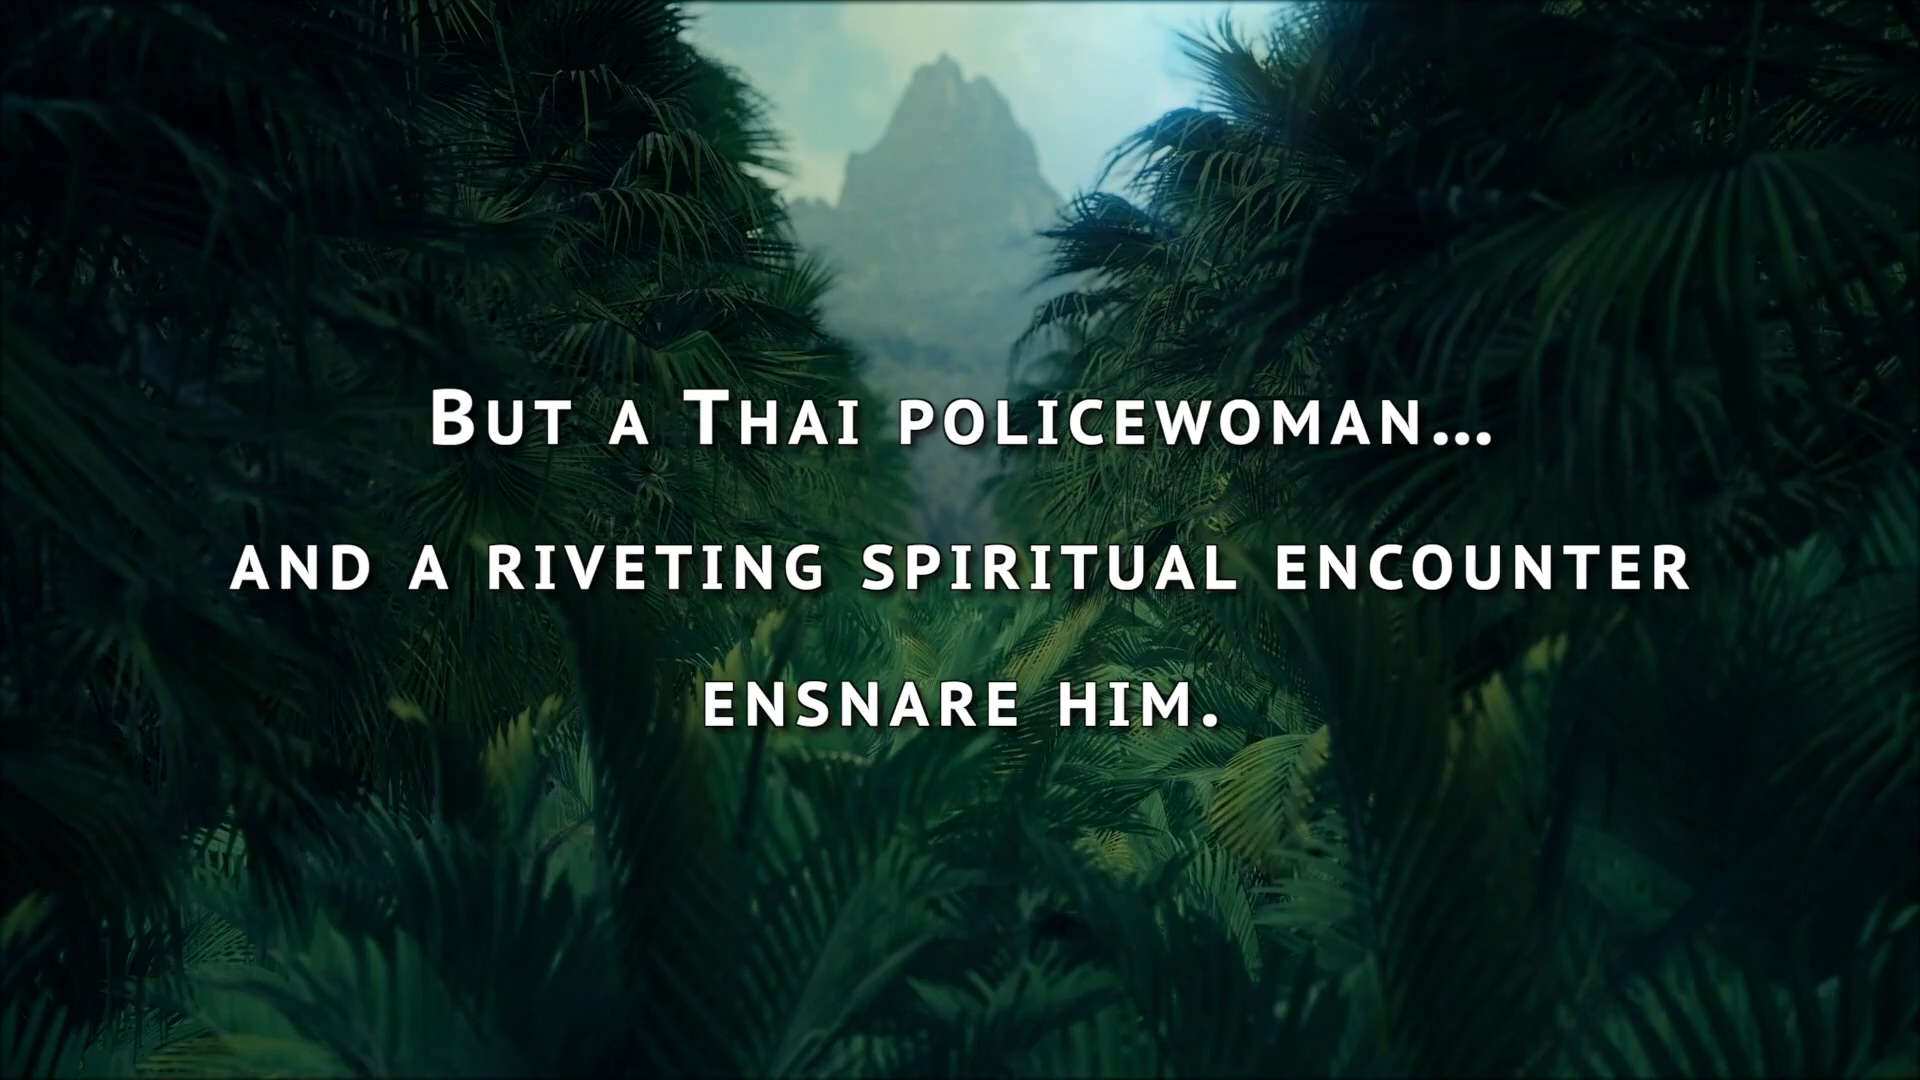 But a Thai policewoman...
and a riveting spiritual encounter
ensnare him.